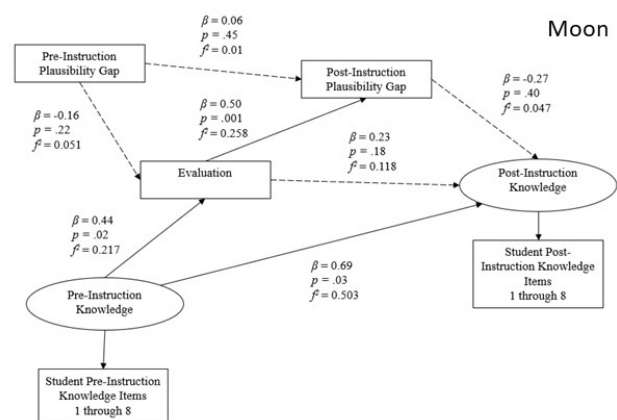 Moon
β = 0.06
p = .45
f² = 0.01
Pre-Instruction
Plausibility Gap
Post-Instruction
Plausibility Gap
β = -0.27
p = .40
f² = 0.047
β = -0.16
p = .22
f² = 0.051
β = 0.50
p = .001
f² = 0.258
β = 0.23
p = .18
f² = 0.118
Evaluation
Post-Instruction
Knowledge
β = 0.44
p = .02
f² = 0.217
Student Post-
Instruction Knowledge
Items
1 through 8
β = 0.69
p = .03
f² = 0.503
Pre-Instruction
Knowledge
Student Pre-Instruction
Knowledge Items
1 through 8